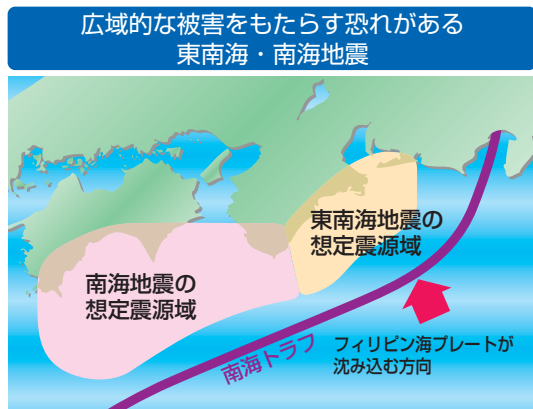 広域的な被害をもたらす恐れがある
東南海・南海地震
東南海地震の
想定震源域
南海地震の
想定震源域
南海トラフ
フィリピン海プレートが
沈み込む方向